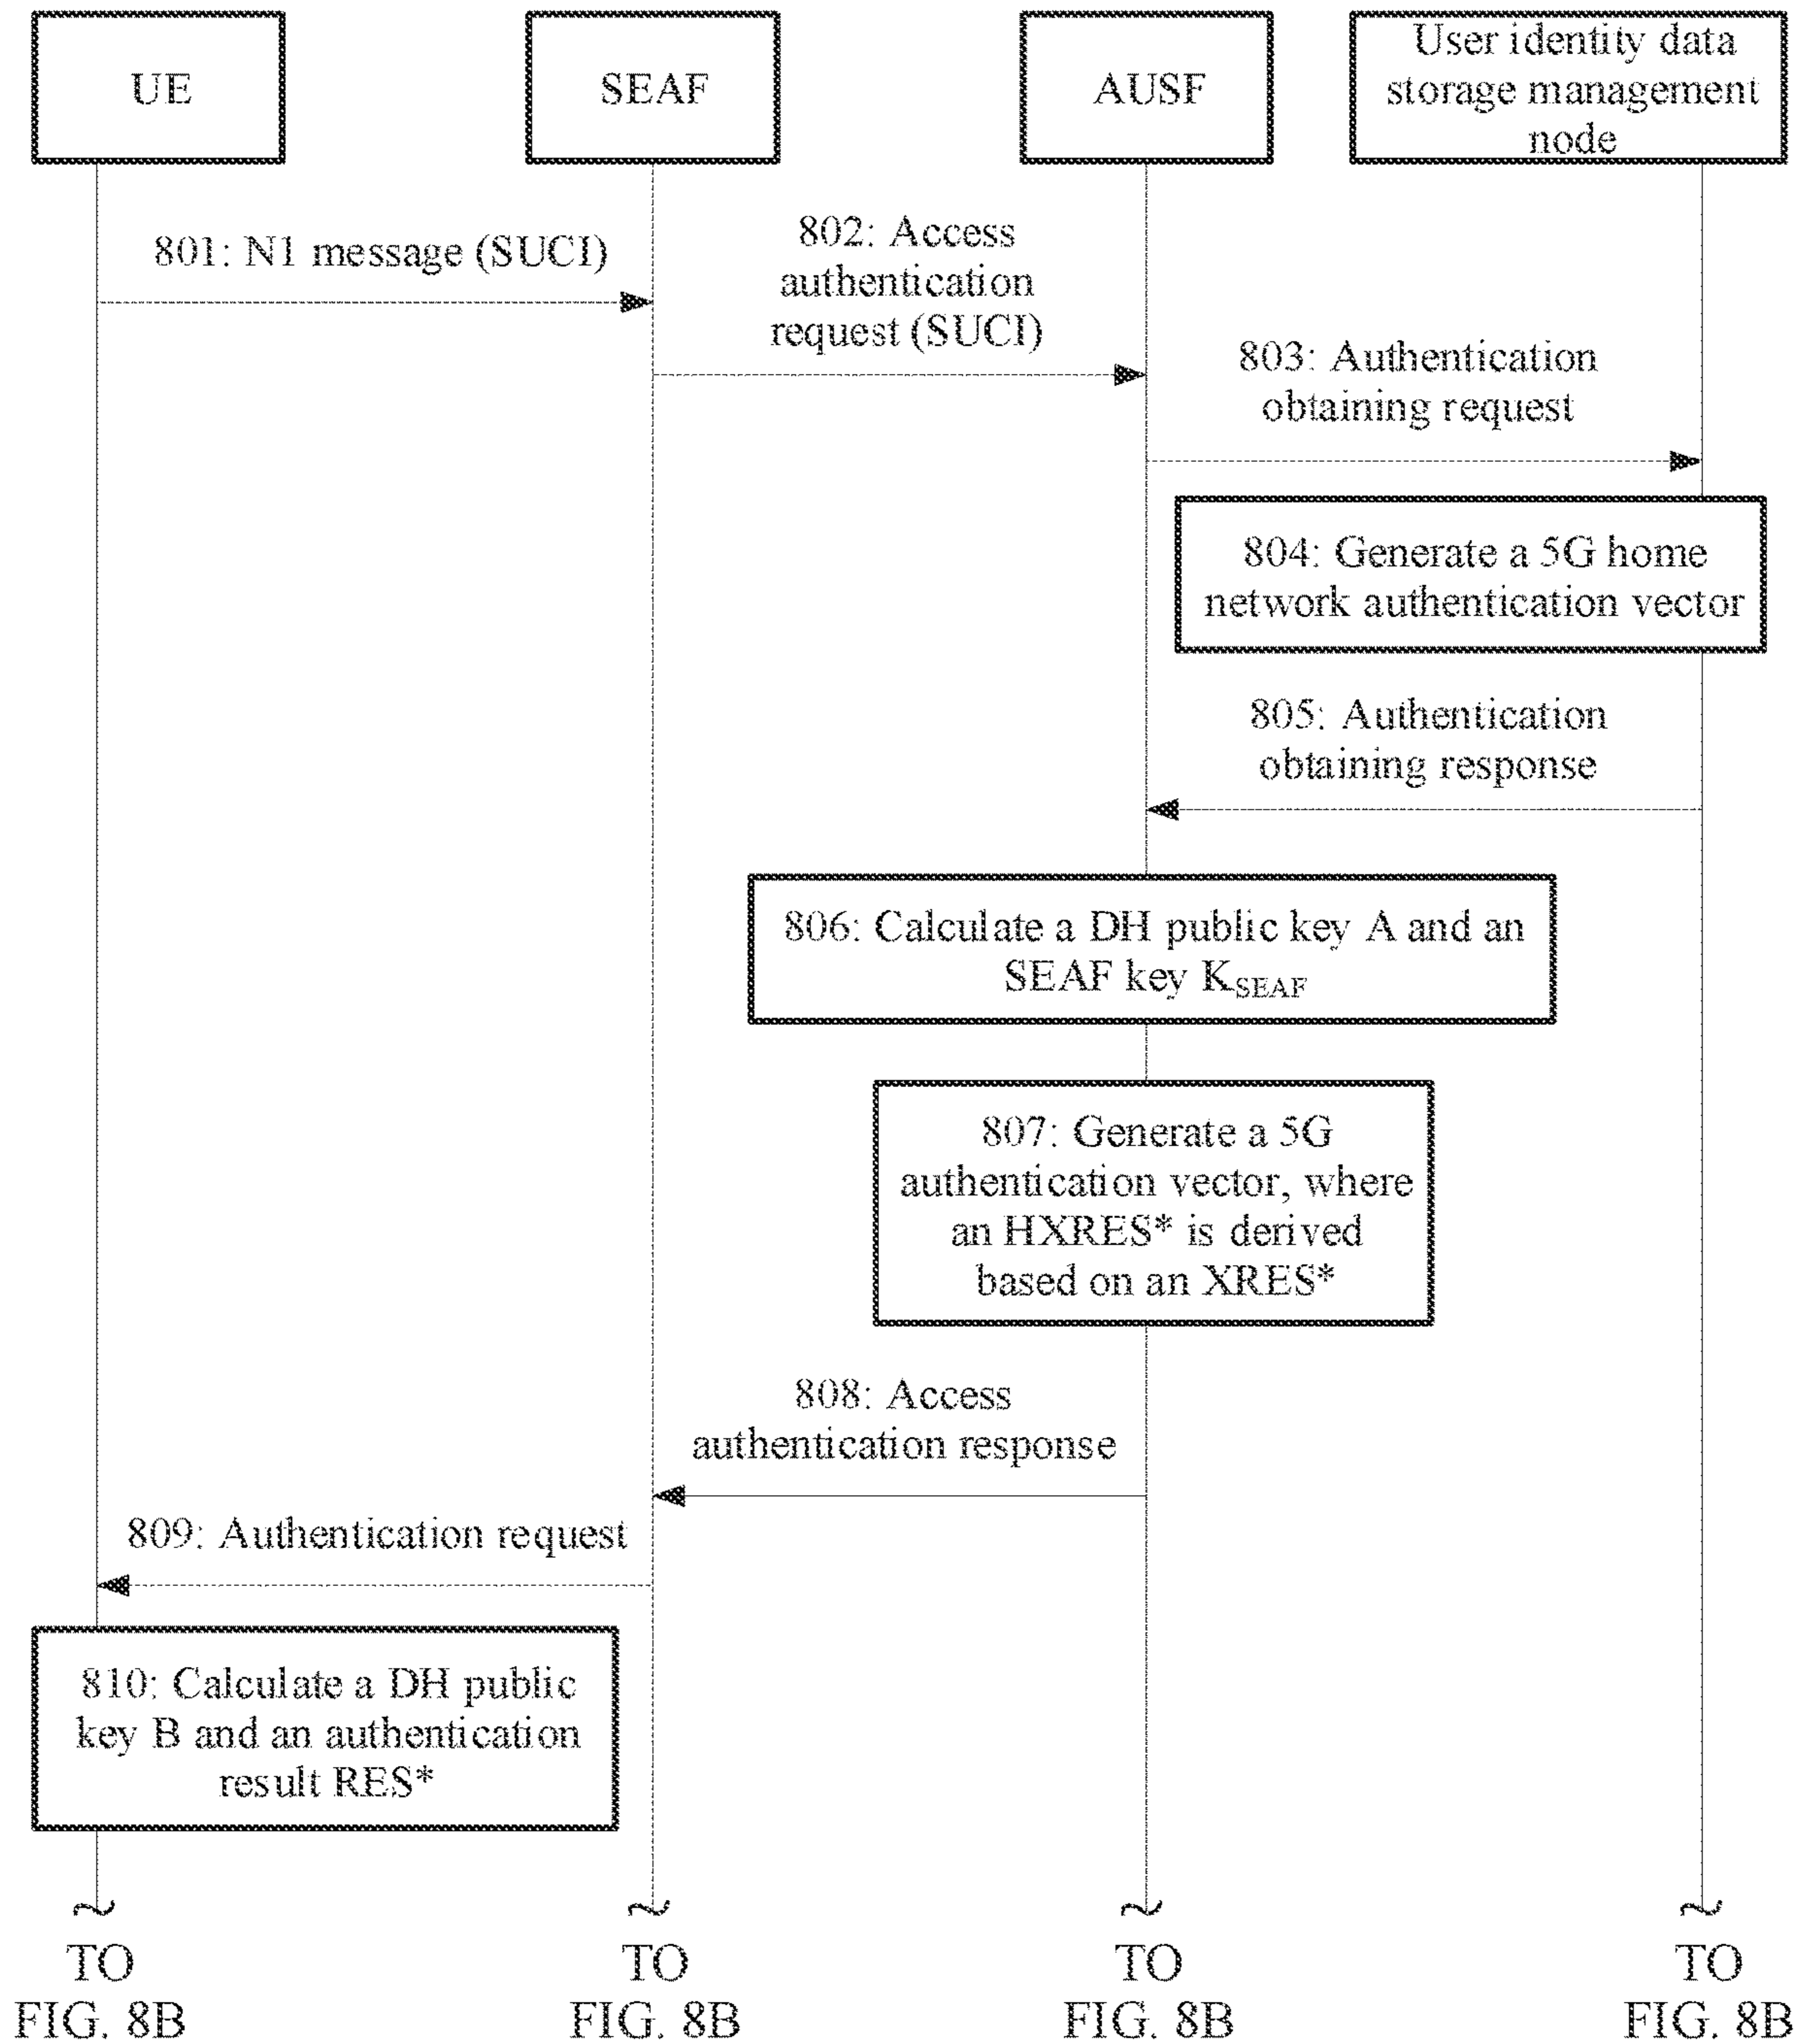 UE
SEAF
AUSF
User identity data
storage management
node
801: N1 message (SUCI)
802: Access
authentication
request (SUCI)
803: Authentication
obtaining request
804: Generate a 5G home
network authentication vector
805: Authentication
obtaining response
806: Calculate a DH public key A and an
SEAF key K_SEAF
807: Generate a 5G
authentication vector, where
an HXRES* is derived
based on an XRES*
808: Access
authentication response
809: Authentication request
810: Calculate a DH public
key B and an authentication
result RES*
TO
FIG. 8B
TO
FIG. 8B
TO
FIG. 8B
TO
FIG. 8B